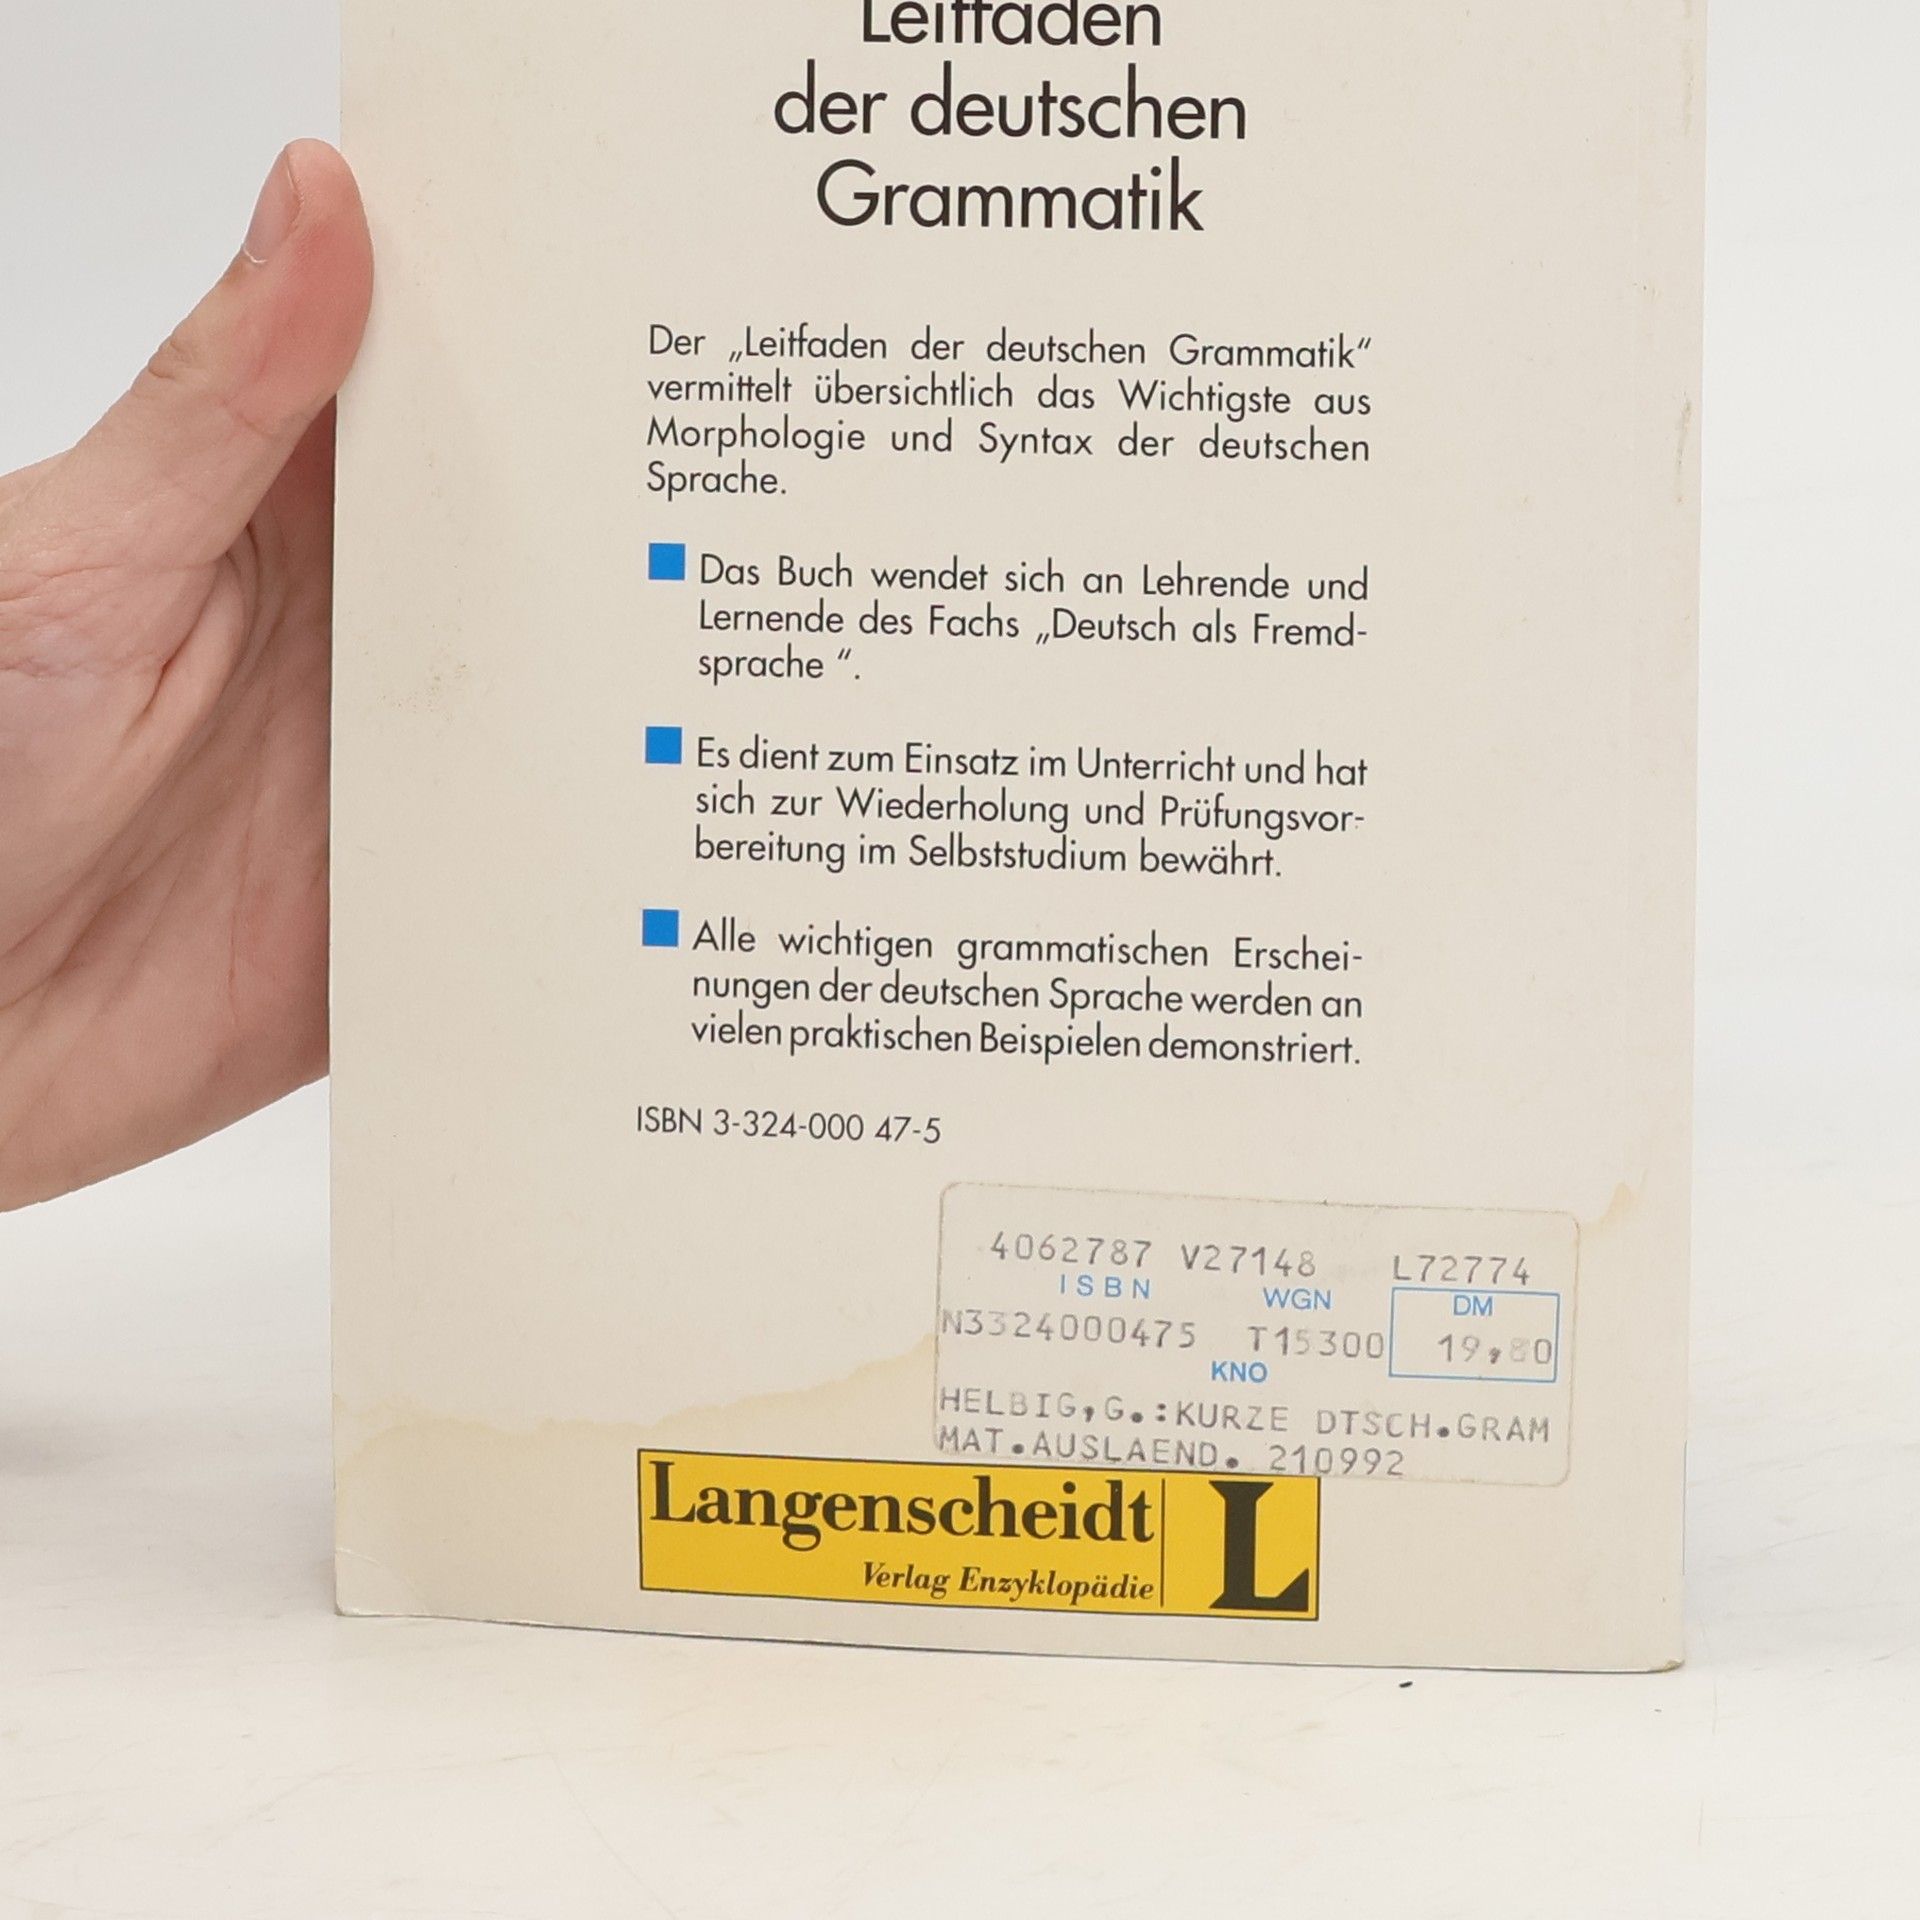 Leitfaden
der deutschen
Grammatik
Der „Leitfaden der deutschen Grammatik“
vermittelt übersichtlich das Wichtigste aus
Morphologie und Syntax der deutschen
Sprache.
Das Buch wendet sich an Lehrende und
Lernende des Fachs „Deutsch als Fremd-
sprache “.
Es dient zum Einsatz im Unterricht und hat
sich zur Wiederholung und Prüfungsvor-
bereitung im Selbststudium bewährt.
Alle wichtigen grammatischen Erschei-
nungen der deutschen Sprache werden an
vielen praktischen Beispielen demonstriert.
ISBN 3-324-000 47-5
4062787 V27148 L72774
ISBN WGN DM
N3324000475 T15300 19,80
KNO
HELBIG,G.:KURZE DTSCH.GRAM
MAT.AUSLAEND. 210992
Langenscheidt L
Verlag Enzyklopädie